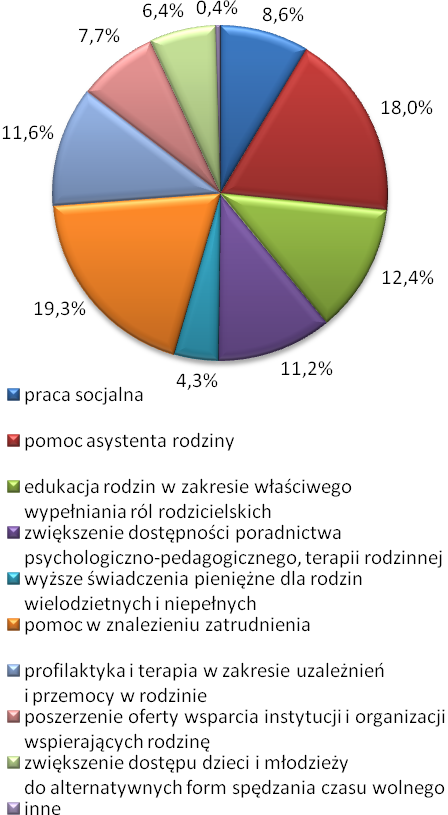 6,4% 0,4% 8,6%
7,7%
18,0%
11,6%
12,4%
19,3%
11,2%
4,3%
praca socjalna
pomoc asystenta rodziny
edukacja rodzin w zakresie właściwego
wypełniania ról rodzicielskich
zwiększenie dostępności poradnictwa
psychologiczno-pedagogicznego, terapii rodzinnej
wyższe świadczenia pieniężne dla rodzin
wielodzietnych i niepełnych
pomoc w znalezieniu zatrudnienia
profilaktyka i terapia w zakresie uzależnień
i przemocy w rodzinie
poszerzenie oferty wsparcia instytucji i organizacji
wspierających rodzinę
zwiększenie dostępu dzieci i młodzieży
do alternatywnych form spędzania czasu wolnego
inne